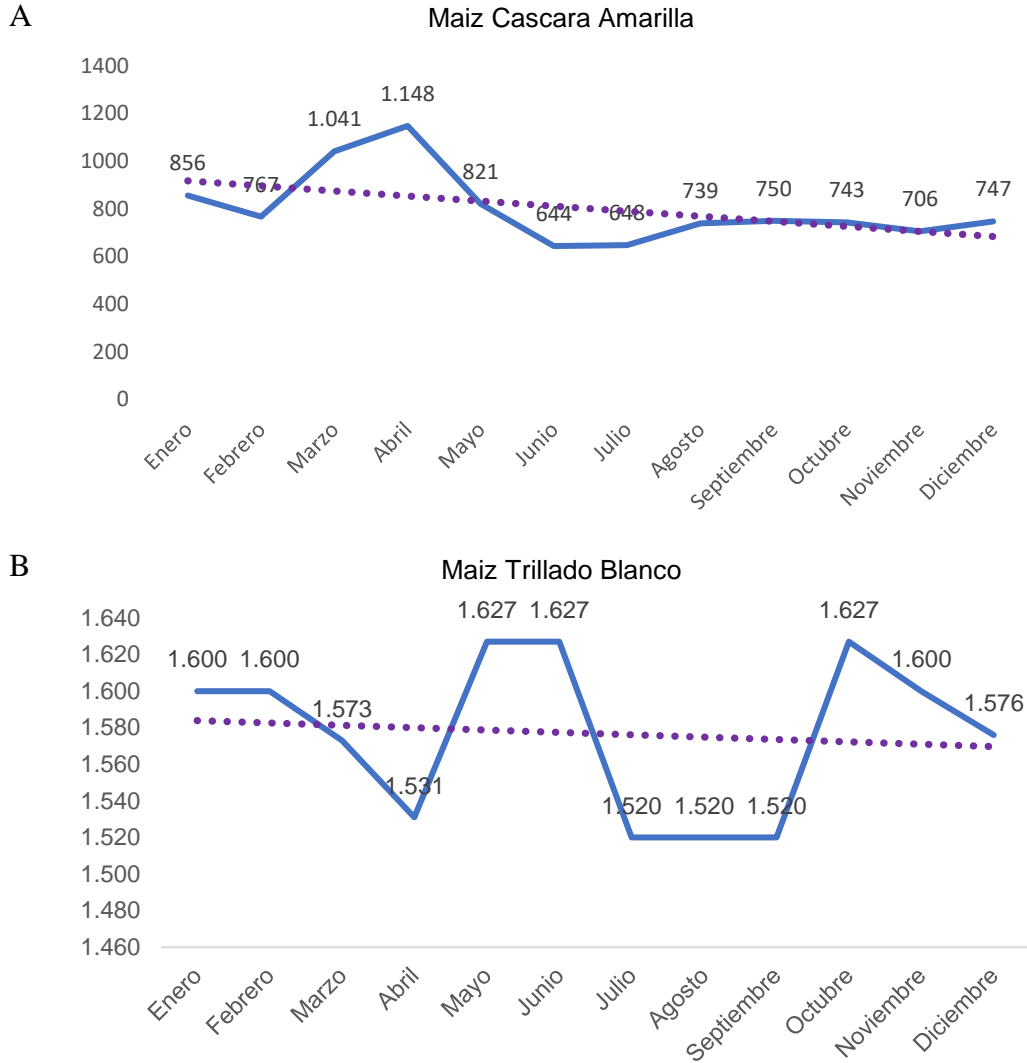 A
Maiz Cascara Amarilla
1400
1200
1000
800
600
400
200
0
856
767
1.041
1.148
821
644
648
739
750
743
706
747
Enero
Febrero
Marzo
Abril
Mayo
Junio
Julio
Agosto
Septiembre
Octubre
Noviembre
Diciembre
B
Maiz Trillado Blanco
1.640
1.620
1.600
1.580
1.560
1.540
1.520
1.500
1.480
1.460
1.600
1.600
1.573
1.531
1.627
1.627
1.520
1.520
1.520
1.627
1.600
1.576
Enero
Febrero
Marzo
Abril
Mayo
Junio
Julio
Agosto
Septiembre
Octubre
Noviembre
Diciembre